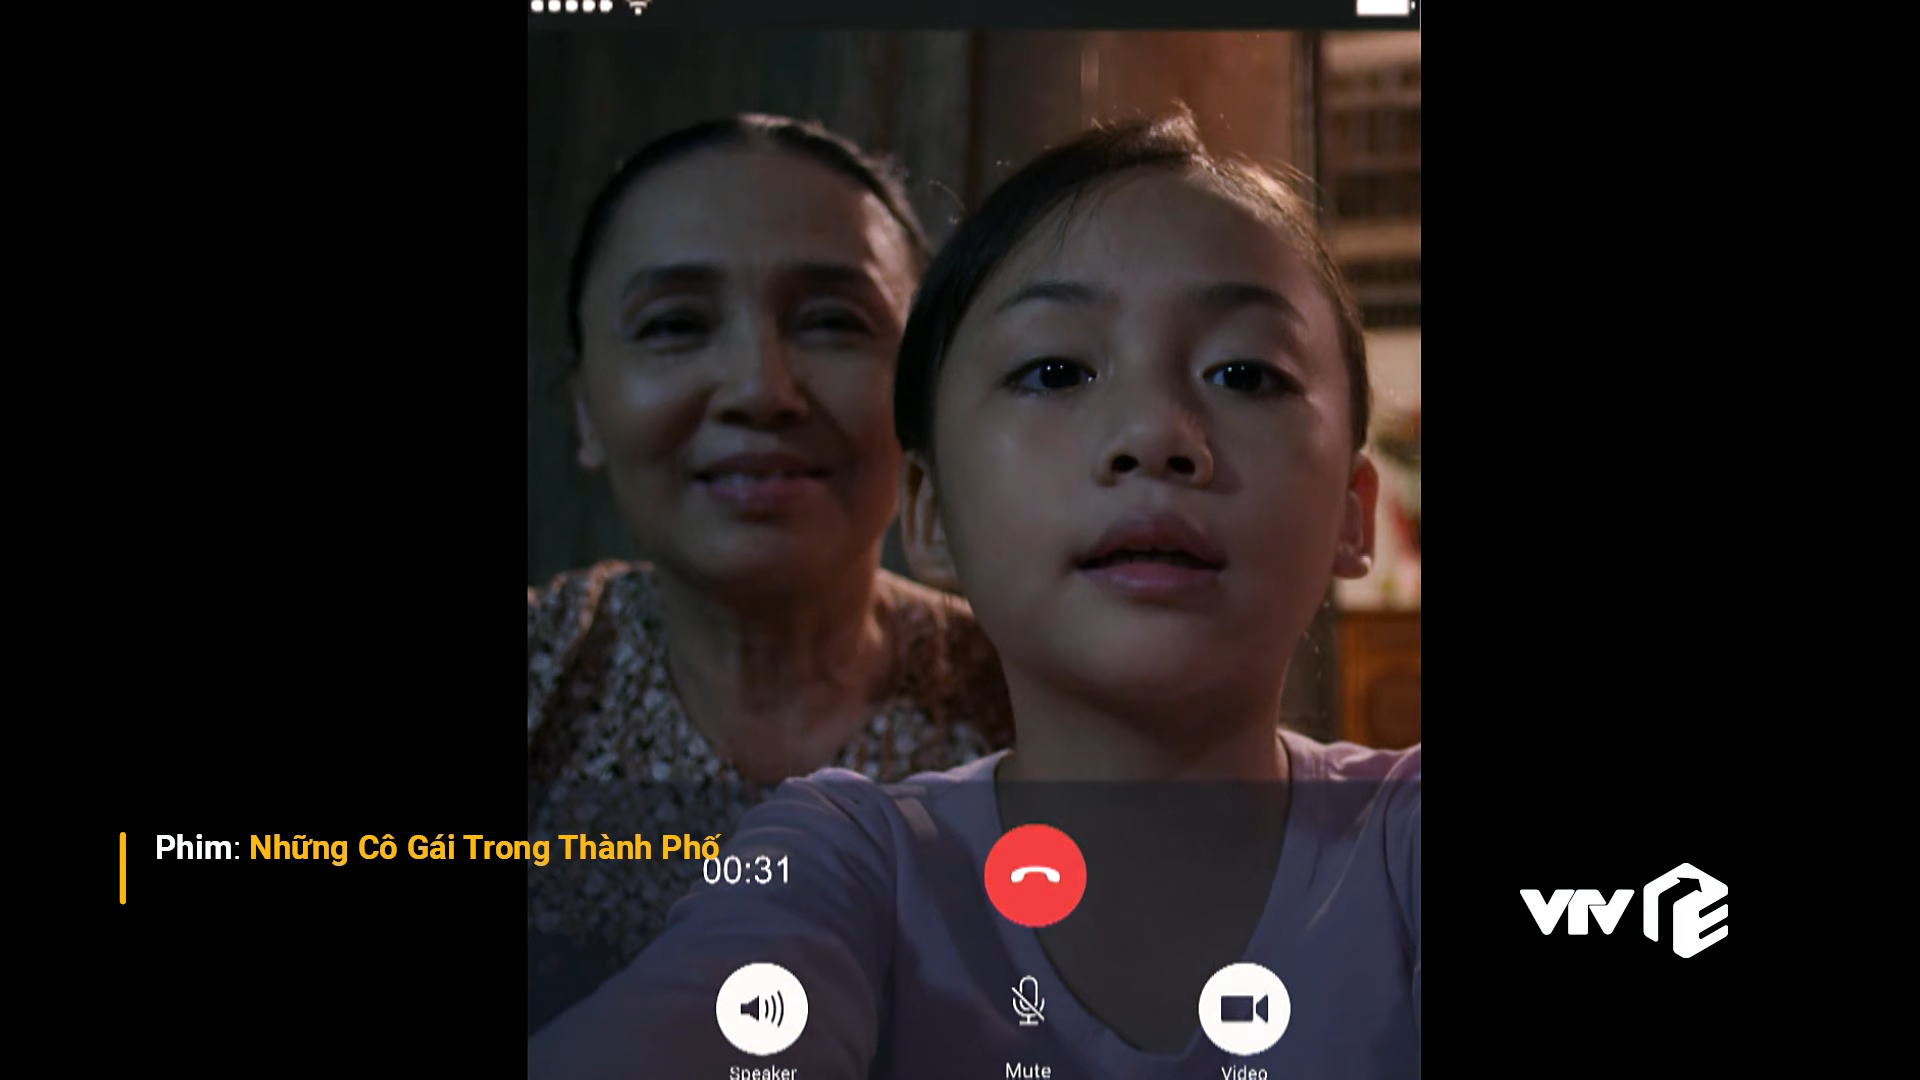 Phim: Những Cô Gái Trong Thành Phố
00:31
VTV
Speaker
Mute
Video